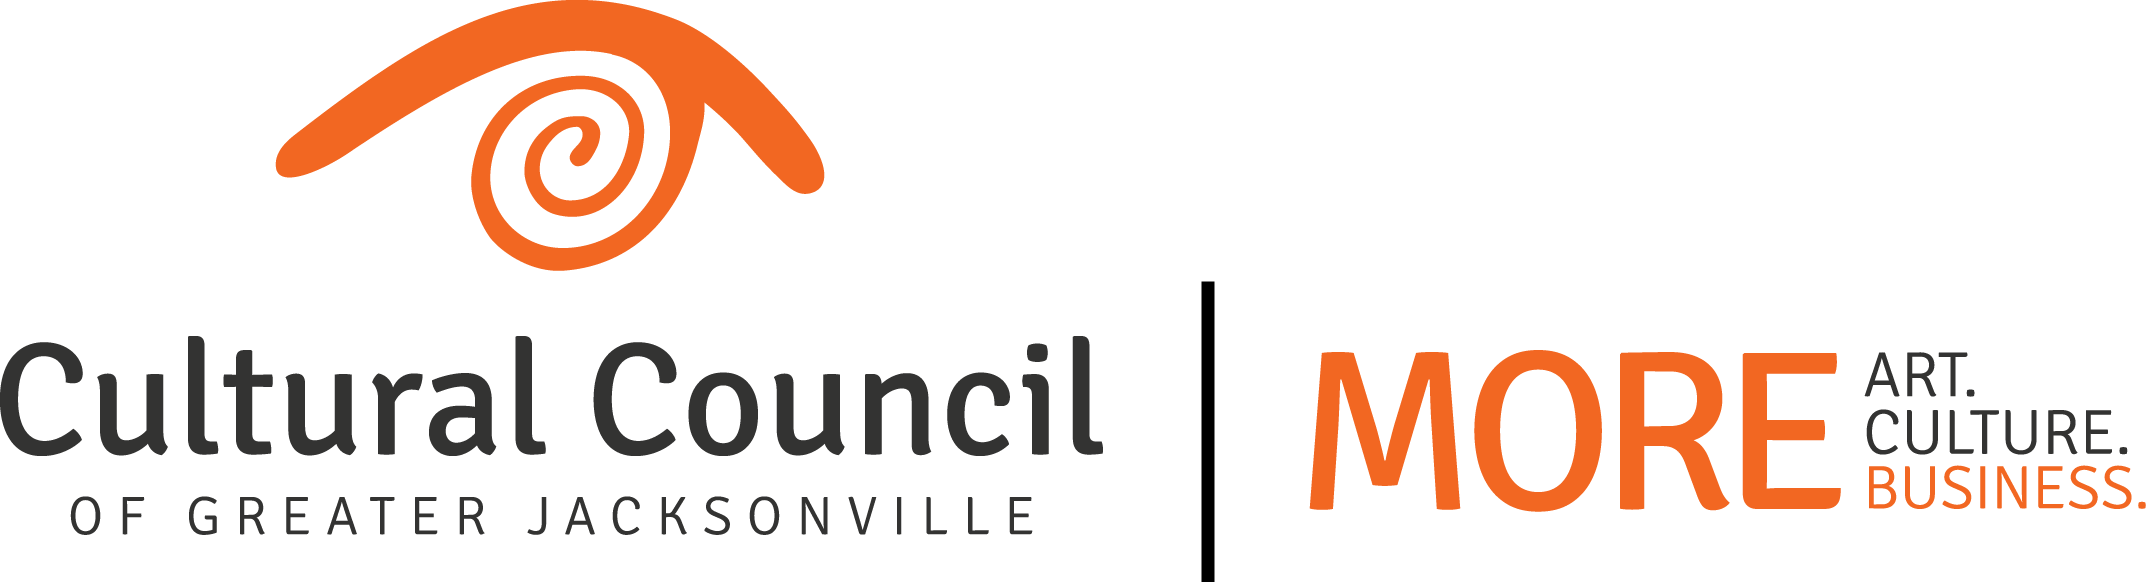 Cultural Council
OF GREATER JACKSONVILLE
MORE
ART.
CULTURE.
BUSINESS.